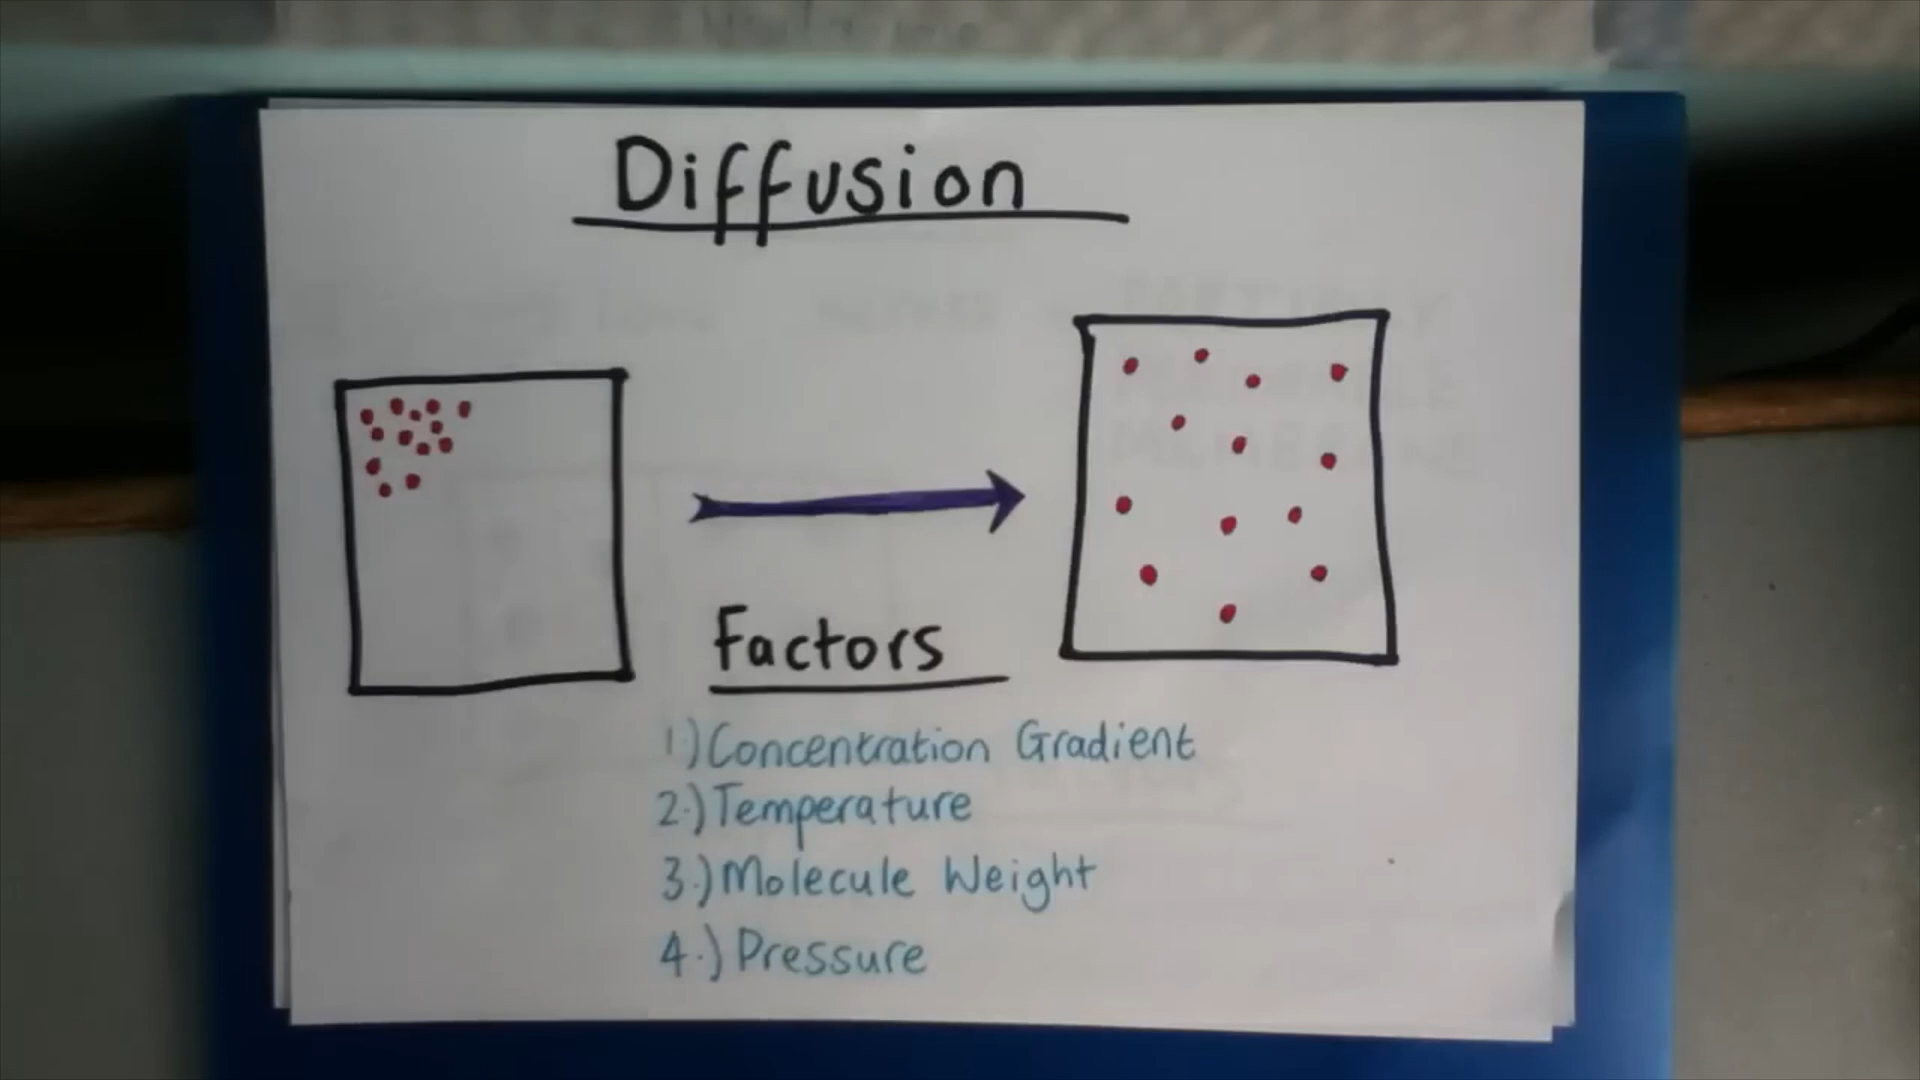 Diffusion
Factors
1.) Concentration Gradient
2.) Temperature
3.) Molecule Weight
4.) Pressure